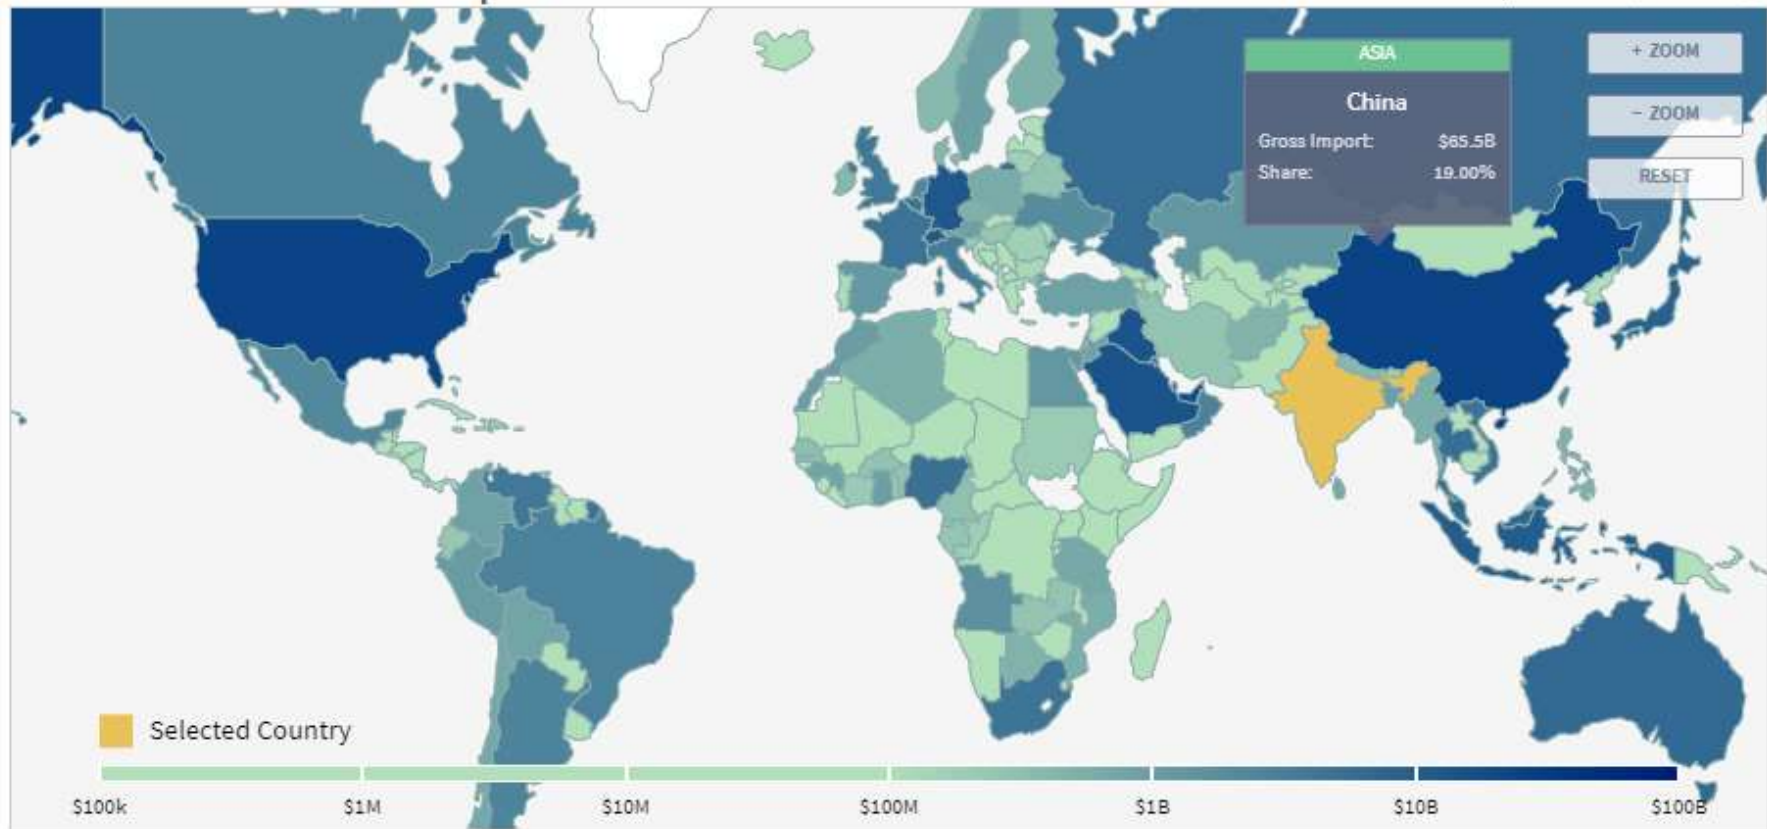 ASIA
China
Gross Import: $65.5B
Share: 19.00%
+ ZOOM
− ZOOM
RESET
Selected Country
$100k $1M $10M $100M $1B $10B $100B